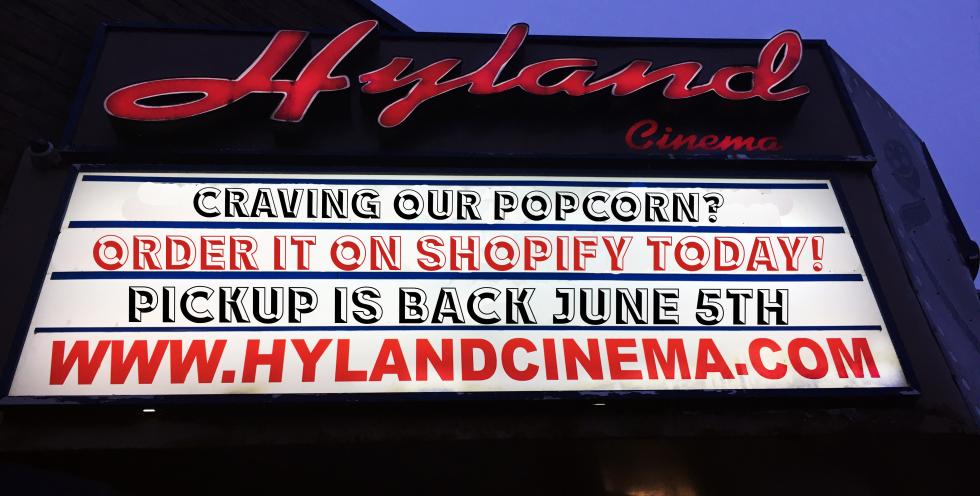 Hyland
Cinema
CRAVING OUR POPCORN?
ORDER IT ON SHOPIFY TODAY!
PICKUP IS BACK JUNE 5TH
WWW.HYLANDCINEMA.COM